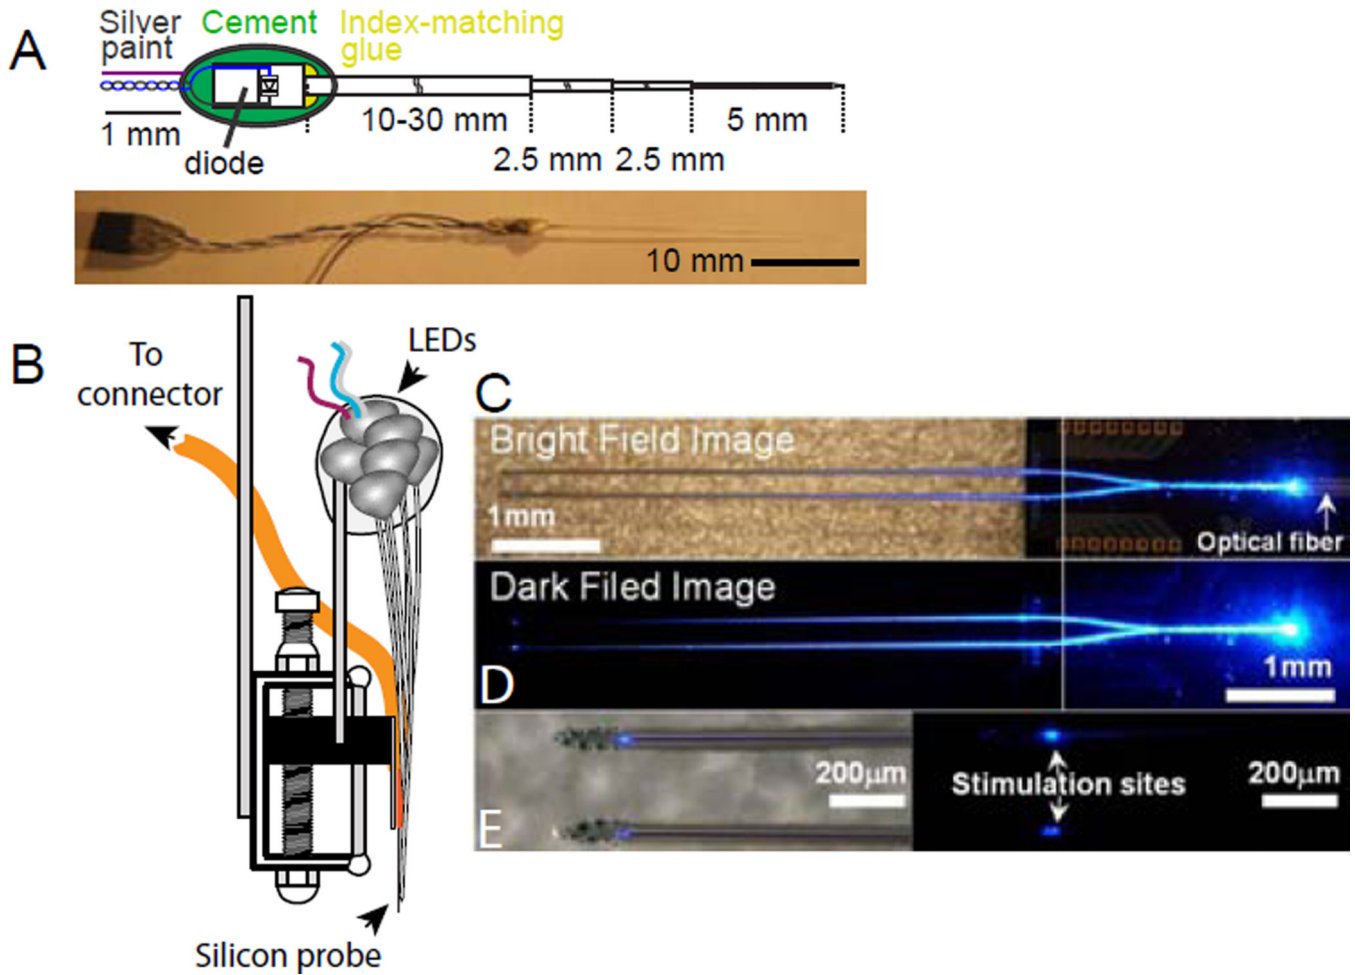 A
Silver
paint
Cement
Index-matching
glue
1 mm
diode
10-30 mm
2.5 mm
2.5 mm
5 mm
10 mm
B
To
connector
LEDs
Silicon probe
C
Bright Field Image
1mm
Optical fiber
Dark Filed Image
D
1mm
E
200µm
Stimulation sites
200µm